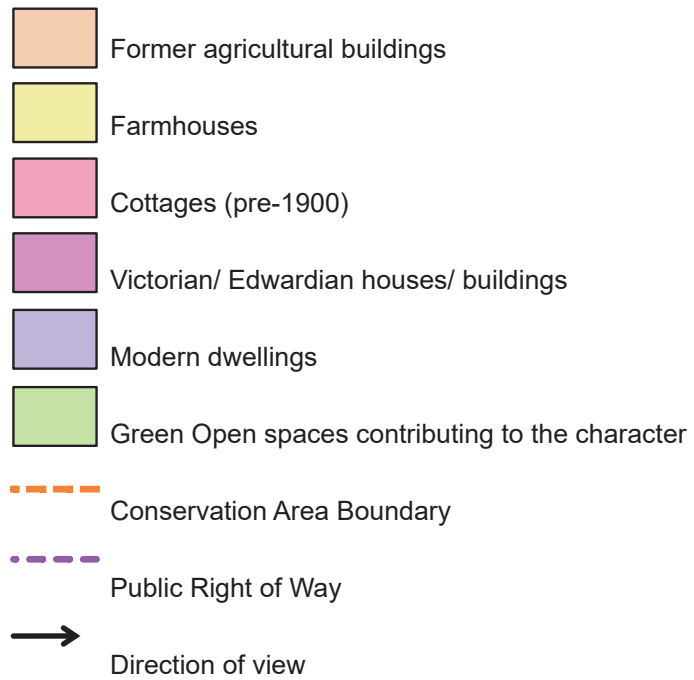 Former agricultural buildings
Farmhouses
Cottages (pre-1900)
Victorian/ Edwardian houses/ buildings
Modern dwellings
Green Open spaces contributing to the character
Conservation Area Boundary
Public Right of Way
Direction of view